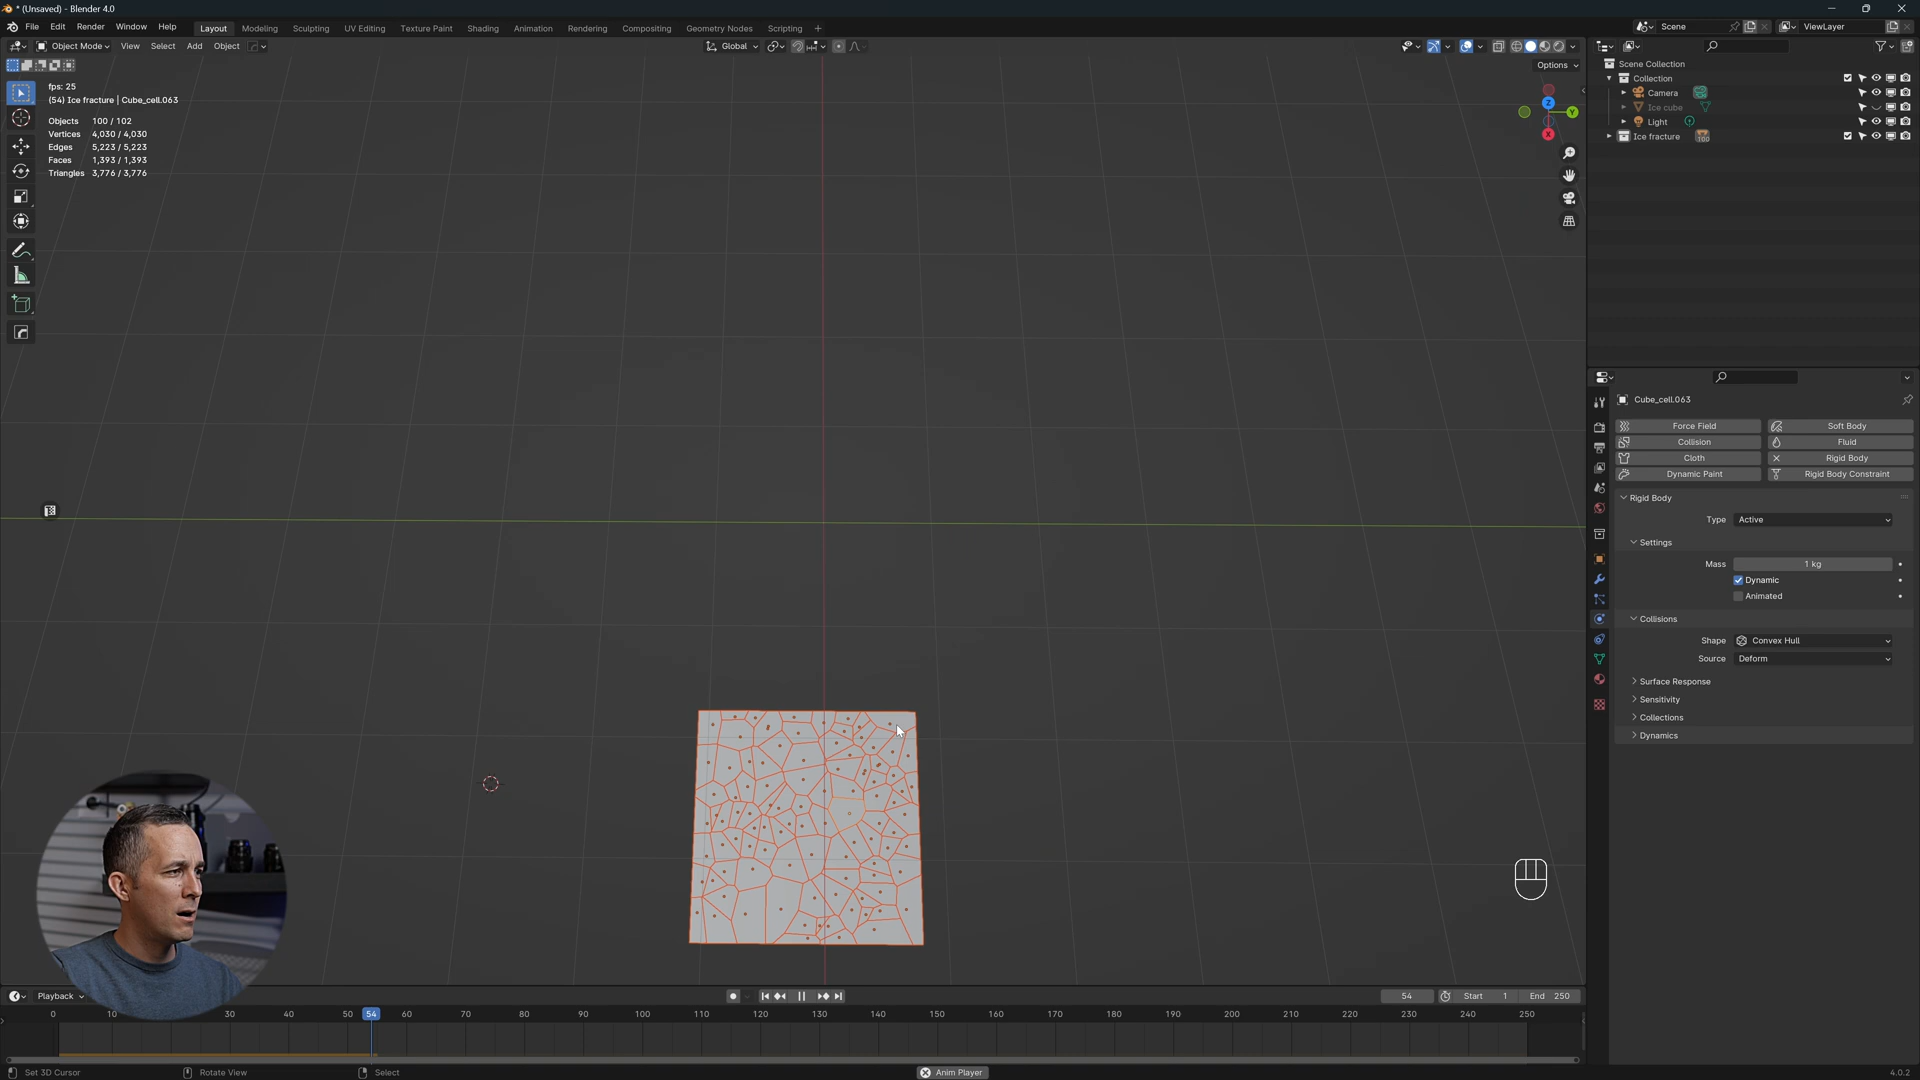 * (Unsaved) - Blender 4.0
File Edit Render Window Help Layout Modeling Sculpting UV Editing Texture Paint Shading Animation Rendering Compositing Geometry Nodes Scripting + Scene ViewLayer
Object Mode View Select Add Object Global
Options
fps: 25
(54) Ice fracture | Cube_cell.063
Objects 100 / 102
Vertices 4,030 / 4,030
Edges 5,223 / 5,223
Faces 1,393 / 1,393
Triangles 3,776 / 3,776
Z
Y
X
Scene Collection
Collection
Camera
Ice cube
Light
Ice fracture 100
Cube_cell.063
Force Field Soft Body
Collision Fluid
Cloth Rigid Body
Dynamic Paint Rigid Body Constraint
Rigid Body
Type Active
Settings
Mass 1 kg
Dynamic
Animated
Collisions
Shape Convex Hull
Source Deform
Surface Response
Sensitivity
Collections
Dynamics
Playback 54 Start 1 End 250
0 10 30 40 50 54 60 70 80 90 100 110 120 130 140 150 160 170 180 190 200 210 220 230 240 250
Set 3D Cursor Rotate View Select Anim Player 4.0.2